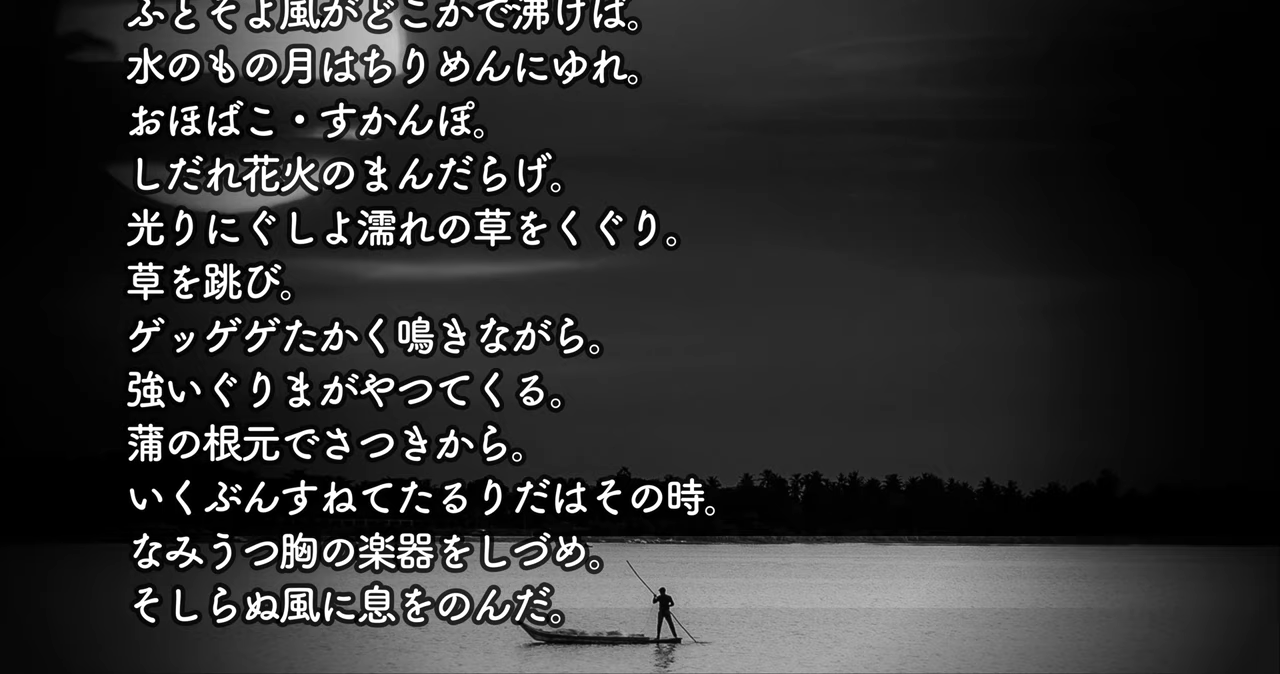 ふとそよ風がどこかで沸けば。
水のもの月はちりめんにゆれ。
おほばこ・すかんぽ。
しだれ花火のまんだらげ。
光りにぐしよ濡れの草をくぐり。
草を跳び。
ゲッゲゲたかく鳴きながら。
強いぐりまがやつてくる。
蒲の根元でさつきから。
いくぶんすねてたるりだはその時。
なみうつ胸の楽器をしづめ。
そしらぬ風に息をのんだ。